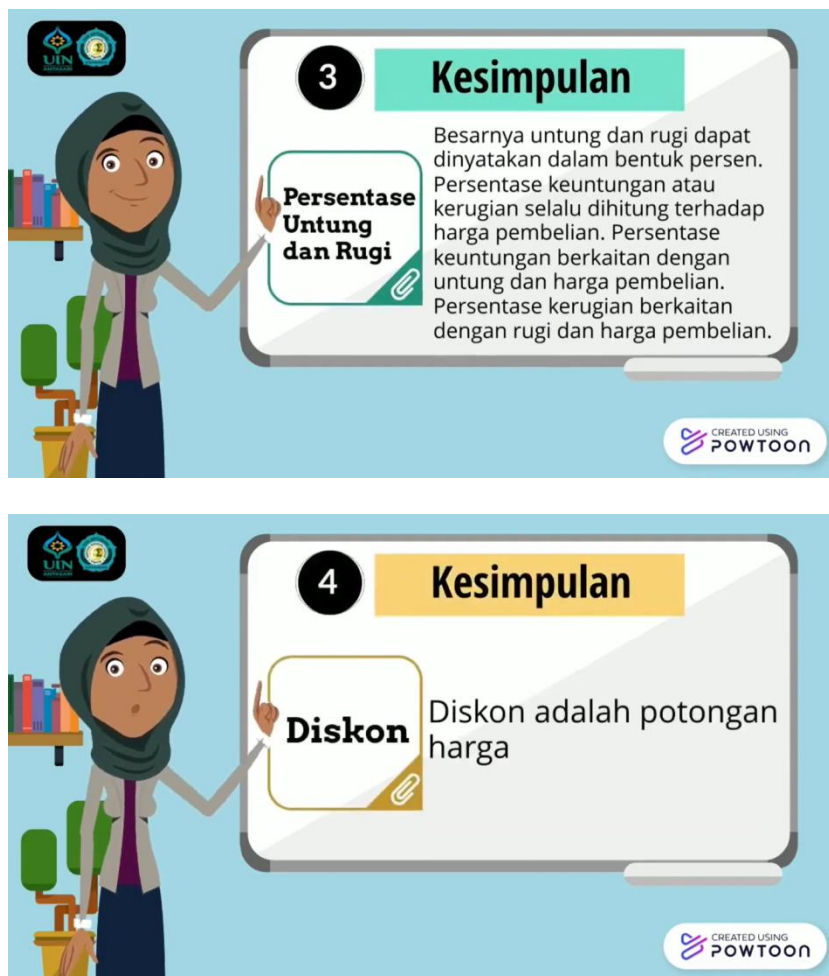 UIN
ANTASARI
3
Kesimpulan
Persentase
Untung
dan Rugi
Besarnya untung dan rugi dapat
dinyatakan dalam bentuk persen.
Persentase keuntungan atau
kerugian selalu dihitung terhadap
harga pembelian. Persentase
keuntungan berkaitan dengan
untung dan harga pembelian.
Persentase kerugian berkaitan
dengan rugi dan harga pembelian.
CREATED USING
POWTOON
UIN
ANTASARI
4
Kesimpulan
Diskon
Diskon adalah potongan
harga
CREATED USING
POWTOON